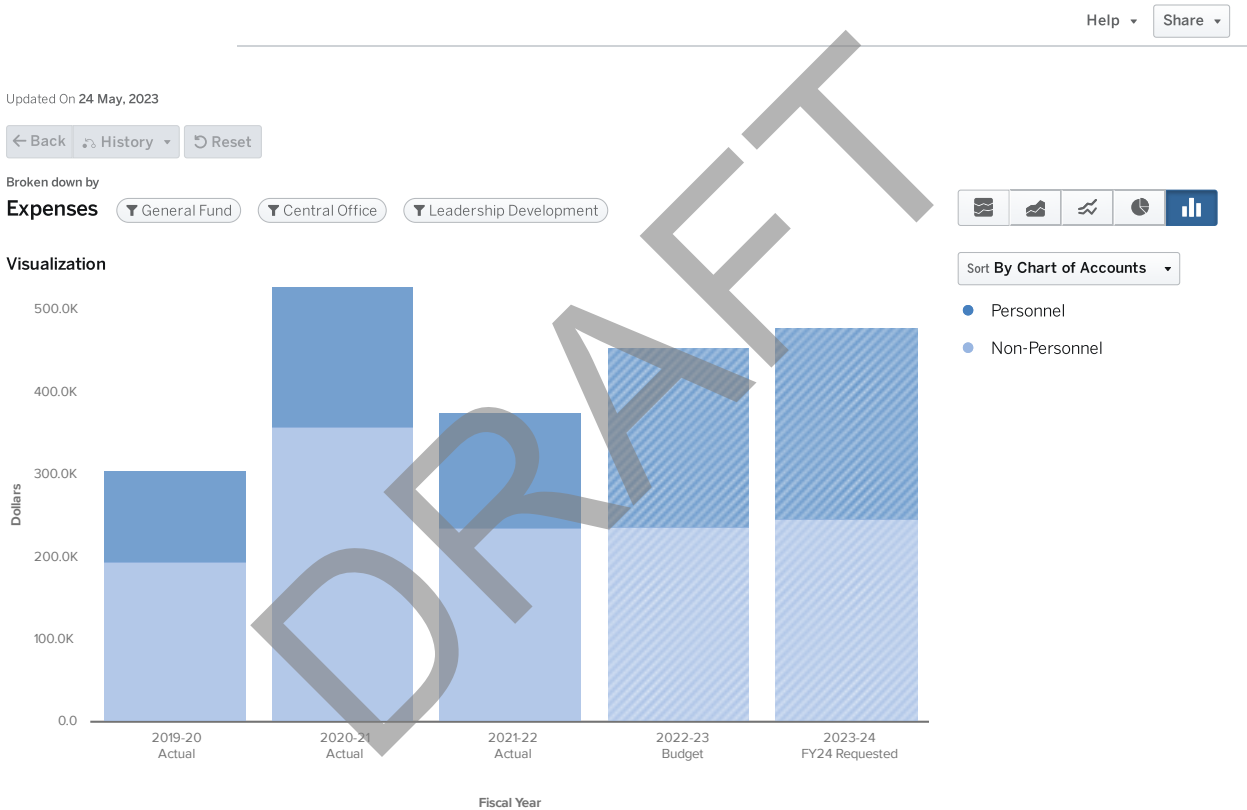 Help
Share
Updated On 24 May, 2023
Back
History
Reset
Broken down by
Expenses
General Fund
Central Office
Leadership Development
Visualization
Sort By Chart of Accounts
Personnel
Non-Personnel
500.0K
400.0K
300.0K
200.0K
100.0K
0.0
Dollars
2019-20
Actual
2020-21
Actual
2021-22
Actual
2022-23
Budget
2023-24
FY24 Requested
Fiscal Year
DRAFT